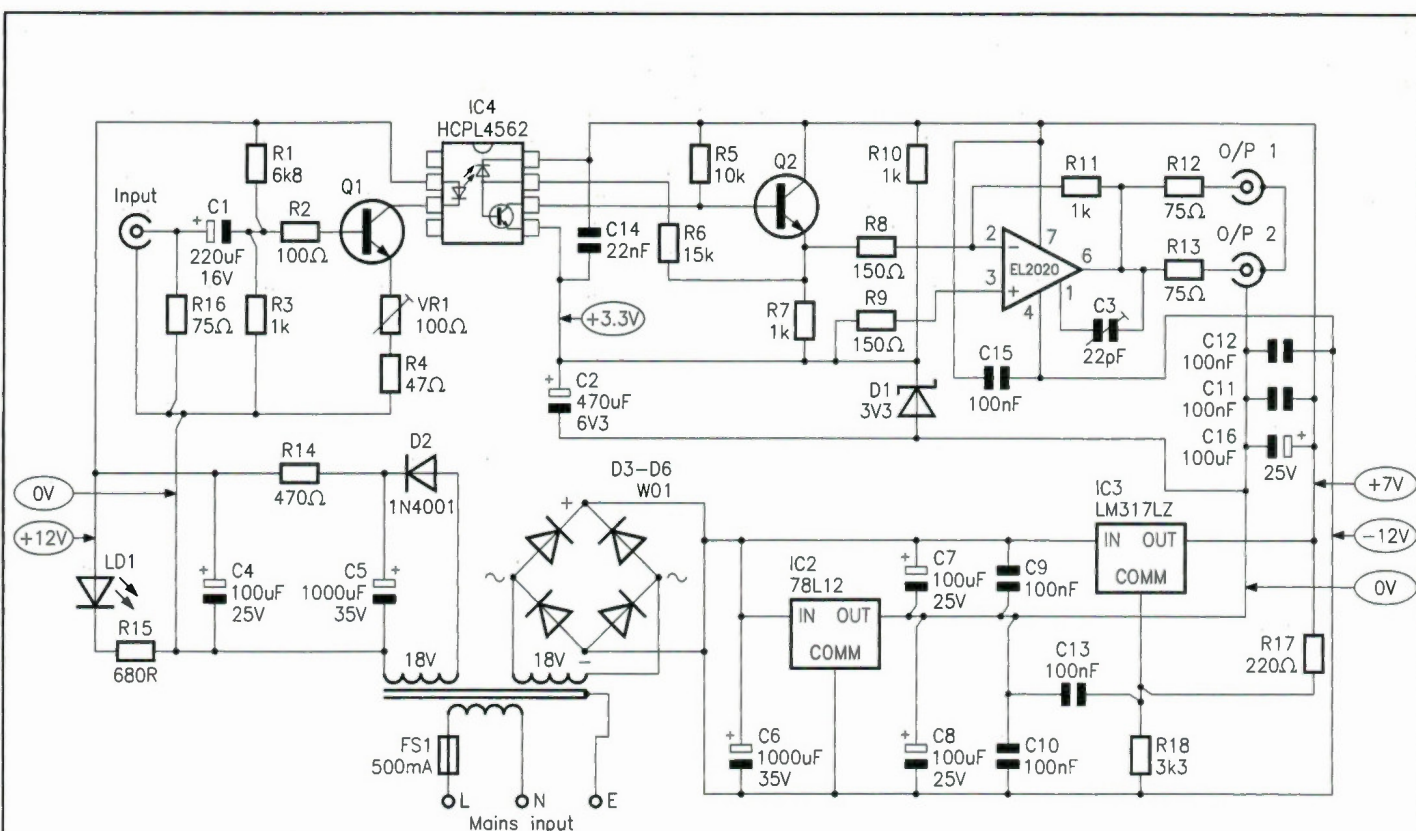 IC4
HCPL4562
R1
6k8
Input
C1
+
220uF
16V
R2
100Ω
Q1
R16
75Ω
R3
1k
VR1
100Ω
R4
47Ω
C14
22nF
+3.3V
R5
10k
R6
15k
Q2
R7
1k
R8
150Ω
R9
150Ω
R10
1k
2
−
3
+
EL2020
7
6
1
4
R11
1k
C3
22pF
R12
75Ω
R13
75Ω
O/P 1
O/P 2
C15
100nF
D1
3V3
+
C2
470uF
6V3
C12
100nF
C11
100nF
C16
100uF
+
25V
0V
+12V
LD1
R15
680R
R14
470Ω
D2
1N4001
+
C4
100uF
25V
+
C5
1000uF
35V
D3-D6
W01
+
~
~
-
18V
18V
FS1
500mA
L
N
E
Mains input
IC2
78L12
IN OUT
COMM
+
C6
1000uF
35V
+
C7
100uF
25V
+
C8
100uF
25V
C9
100nF
C10
100nF
C13
100nF
IC3
LM317LZ
IN OUT
COMM
R18
3k3
R17
220Ω
+7V
-12V
0V